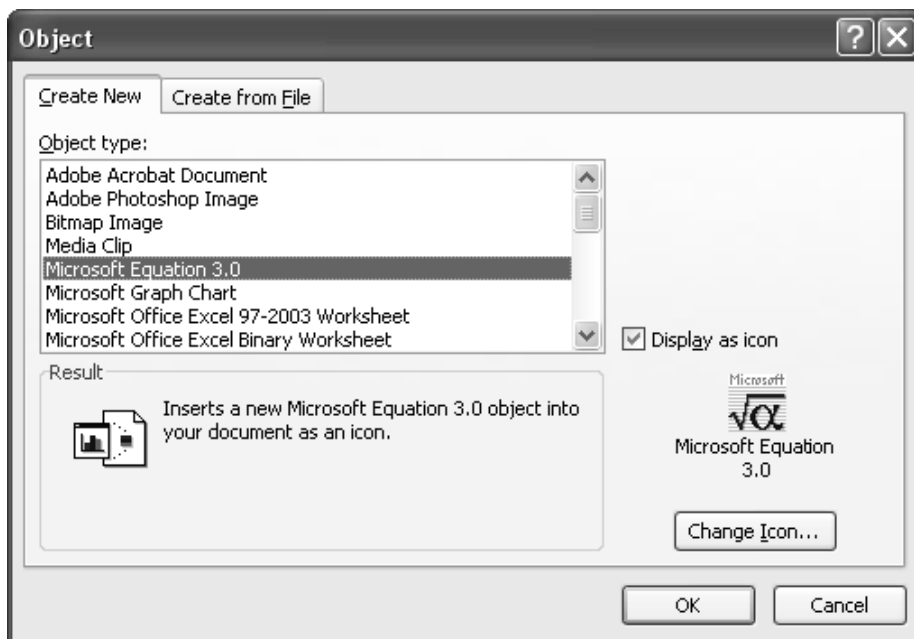 Object
Create New
Create from File
Object type:
Adobe Acrobat Document
Adobe Photoshop Image
Bitmap Image
Media Clip
Microsoft Equation 3.0
Microsoft Graph Chart
Microsoft Office Excel 97-2003 Worksheet
Microsoft Office Excel Binary Worksheet
Display as icon
Result
Inserts a new Microsoft Equation 3.0 object into
your document as an icon.
Microsoft
√α
Microsoft Equation
3.0
Change Icon...
OK
Cancel